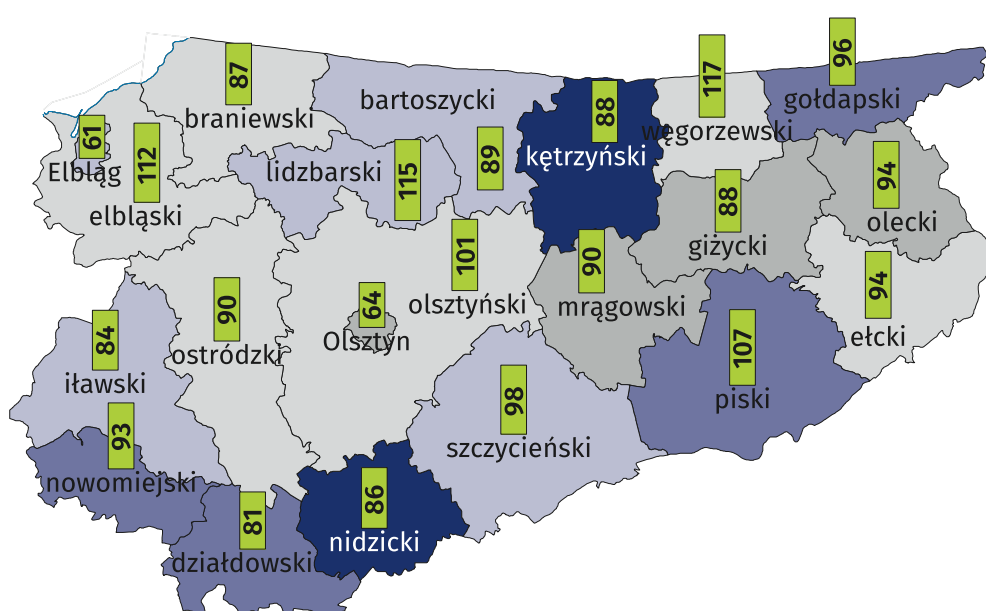 96
87
117
gołdapski
bartoszycki
88
braniewski
węgorzewski
61
112
Elbląg
lidzbarski
115
89
kętrzyński
94
88
elbląski
olecki
101
giżycki
90
94
90
64
olsztyński
mrągowski
84
ostródzki
Olsztyn
107
ełcki
iławski
98
piski
93
szczycieński
nowomiejski
86
81
nidzicki
działdowski